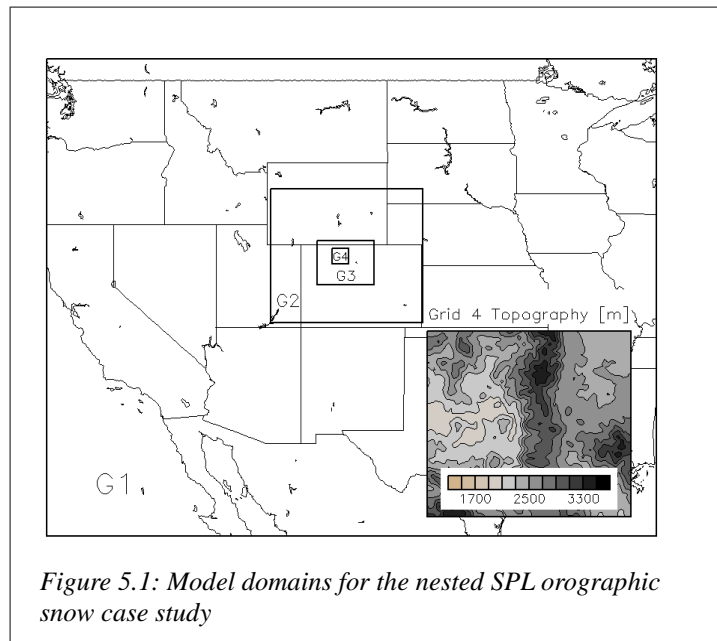 G4
G3
G2
Grid 4 Topography [m]
G1
1700 2500 3300
Figure 5.1: Model domains for the nested SPL orographic
snow case study